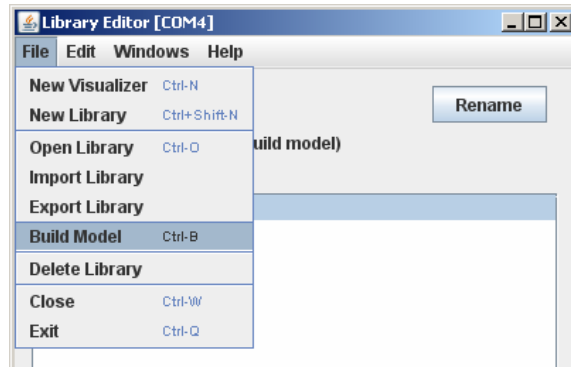 Library Editor [COM4]
File Edit Windows Help
New Visualizer Ctrl-N
Rename
New Library Ctrl+Shift-N
Open Library Ctrl-O
uild model)
Import Library
Export Library
Build Model Ctrl-B
Delete Library
Close Ctrl-W
Exit Ctrl-Q